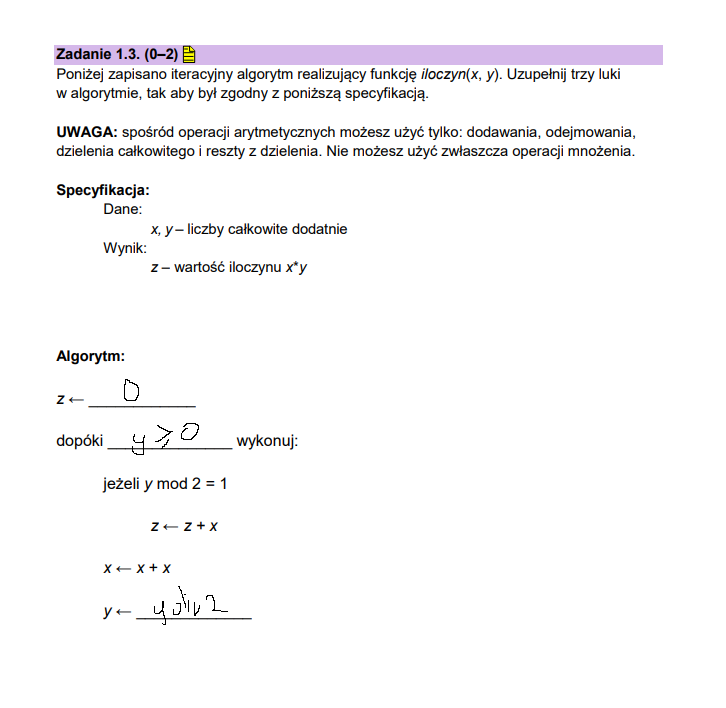 Zadanie 1.3. (0–2)
Poniżej zapisano iteracyjny algorytm realizujący funkcję iloczyn(x, y). Uzupełnij trzy luki
w algorytmie, tak aby był zgodny z poniższą specyfikacją.
UWAGA: spośród operacji arytmetycznych możesz użyć tylko: dodawania, odejmowania,
dzielenia całkowitego i reszty z dzielenia. Nie możesz użyć zwłaszcza operacji mnożenia.
Specyfikacja:
Dane:
x, y – liczby całkowite dodatnie
Wynik:
z – wartość iloczynu x*y
Algorytm:
z ← 0
dopóki y ⩾ 0 wykonuj:
jeżeli y mod 2 = 1
z ← z + x
x ← x + x
y ← y div 2